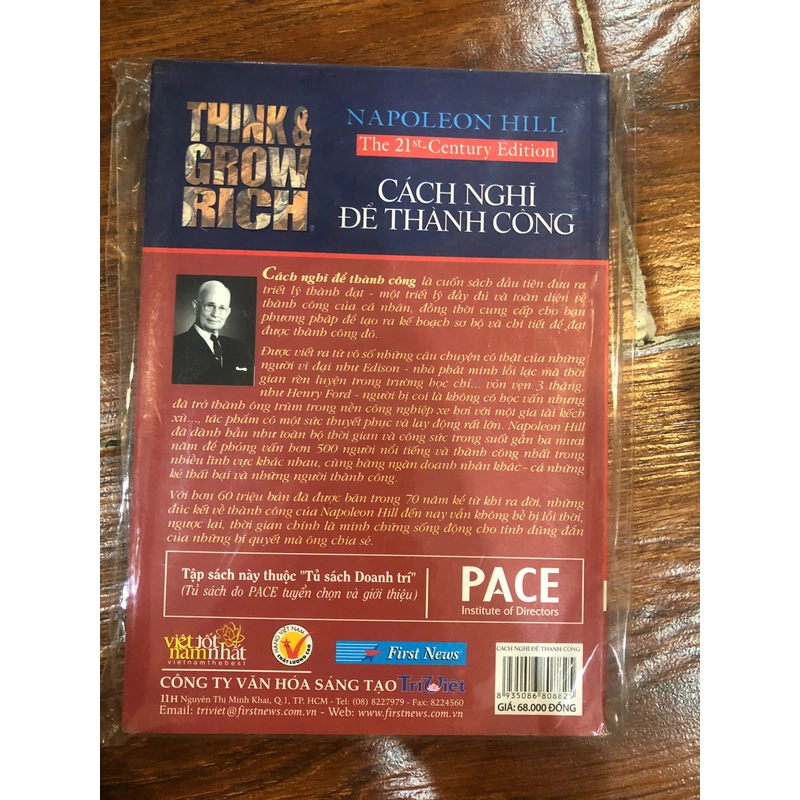 THINK &
GROW
RICH
NAPOLEON HILL
The 21st-Century Edition
CÁCH NGHĨ
ĐỂ THÀNH CÔNG
Cách nghĩ để thành công là cuốn sách đầu tiên đưa ra
triết lý thành đạt - một triết lý đầy đủ và toàn diện về
thành công của cá nhân, đồng thời cung cấp cho bạn
phương pháp để tạo ra kế hoạch sơ bộ và chi tiết để đạt
được thành công đó.
Được viết ra từ vô số những câu chuyện có thật của những
người vĩ đại như Edison - nhà phát minh lỗi lạc mà thời
gian rèn luyện trong trường học chỉ... vỏn vẹn 3 tháng,
như Henry Ford - người bị coi là không có học vấn nhưng
đã trở thành ông trùm trong nền công nghiệp xe hơi với một gia tài kếch
xù..., tác phẩm có một sức thuyết phục và lay động rất lớn. Napoleon Hill
đã dành hầu như toàn bộ thời gian và công sức trong suốt gần ba mươi
năm để phỏng vấn hơn 500 người nổi tiếng và thành công nhất trong
nhiều lĩnh vực khác nhau, cùng hàng ngàn doanh nhân khác - cả những
kẻ thất bại và những người thành công.
Với hơn 60 triệu bản đã được bán trong 70 năm kể từ khi ra đời, những
đúc kết về thành công của Napoleon Hill đến nay vẫn không hề bị lỗi thời,
ngược lại, thời gian chính là minh chứng sống động cho tính đúng đắn
của những bí quyết mà ông chia sẻ.
Tập sách này thuộc "Tủ sách Doanh trí"
(Tủ sách do PACE tuyển chọn và giới thiệu)
PACE
Institute of Directors
việt nam tốt nhất
vietnamthebest
HÀNG VIỆT NAM
CHẤT LƯỢNG CAO
First News
CÔNG TY VĂN HÓA SÁNG TẠO Trí Việt
11H Nguyễn Thị Minh Khai, Q.1, TP. HCM - Tel: (08) 8227979 - Fax: 8224560
Email: triviet@firstnews.com.vn - Web: www.firstnews.com.vn
CÁCH NGHĨ ĐỂ THÀNH CÔNG
8 935086 808825
GIÁ: 68.000 ĐỒNG